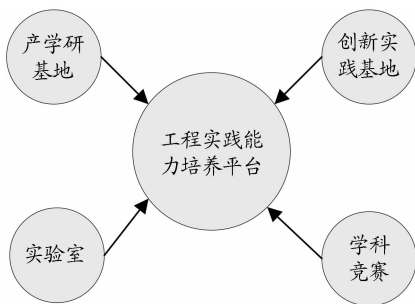 产学研
基地
创新实
践基地
工程实践能
力培养平台
实验室
学科
竞赛